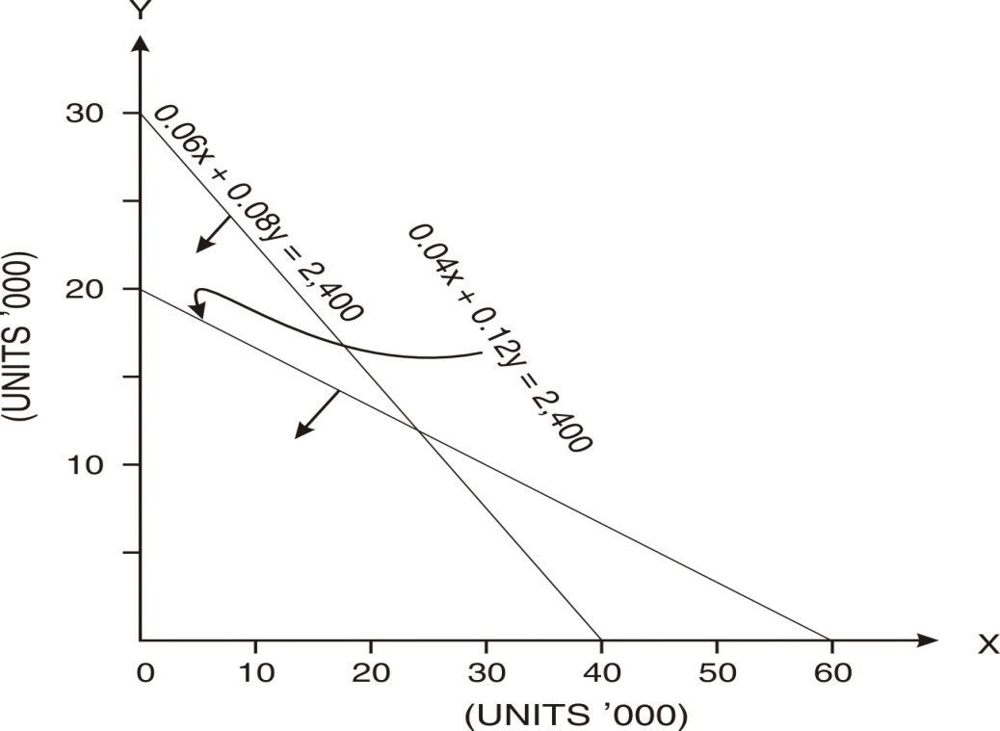 Y
30
20
10
(UNITS ’000)
0.06x + 0.08y = 2,400
0.04x + 0.12y = 2,400
0 10 20 30 40 50 60
X
(UNITS ’000)